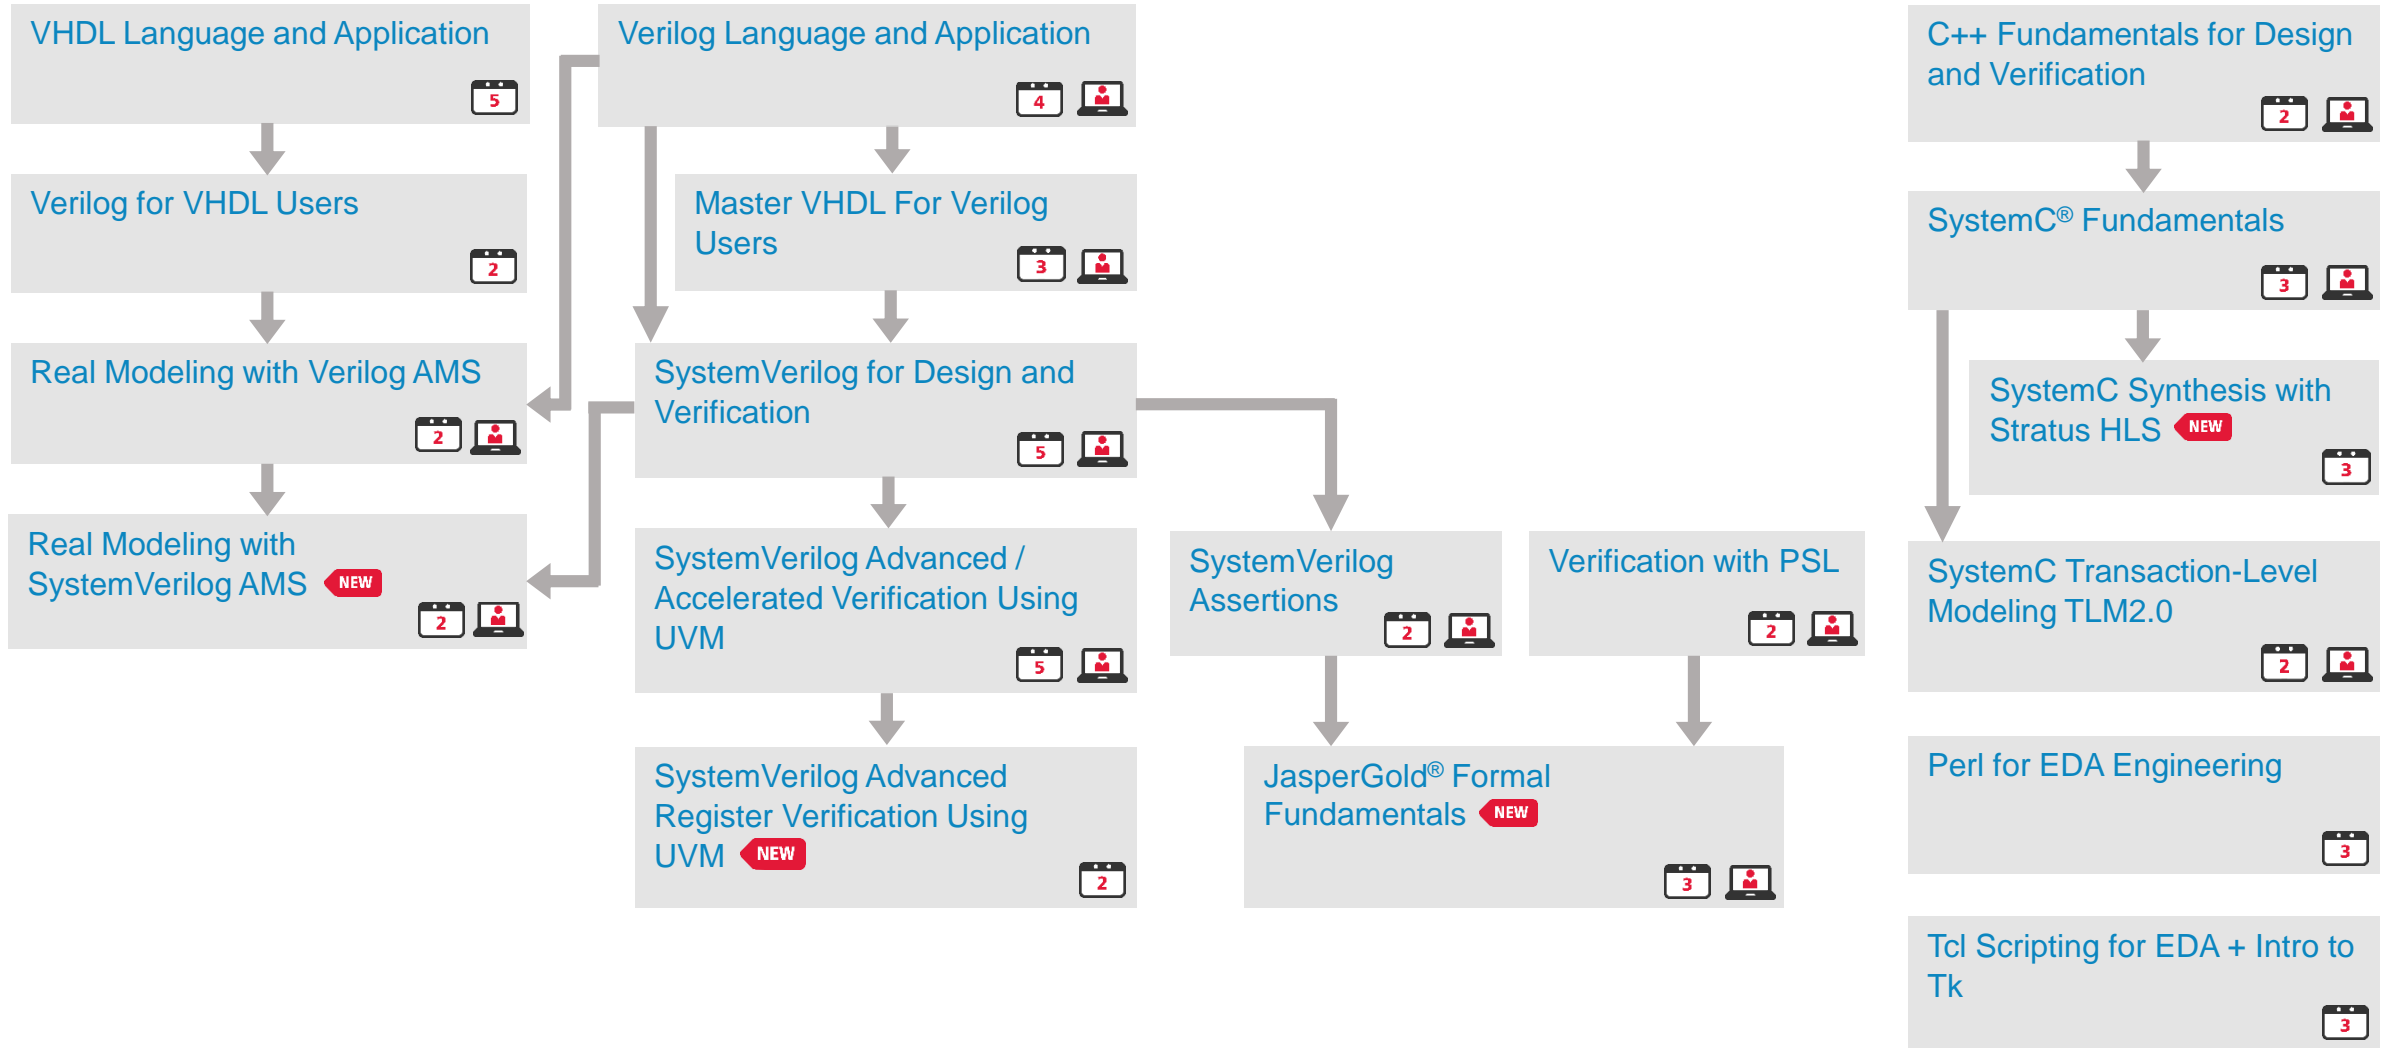 VHDL Language and Application
5
Verilog for VHDL Users
2
Real Modeling with Verilog AMS
2
Real Modeling with
SystemVerilog AMS NEW
2
Verilog Language and Application
4
Master VHDL For Verilog
Users
3
SystemVerilog for Design and
Verification
5
SystemVerilog Advanced /
Accelerated Verification Using
UVM
5
SystemVerilog Advanced
Register Verification Using
UVM NEW
2
SystemVerilog
Assertions
2
Verification with PSL
2
JasperGold® Formal
Fundamentals NEW
3
C++ Fundamentals for Design
and Verification
2
SystemC® Fundamentals
3
SystemC Synthesis with
Stratus HLS NEW
3
SystemC Transaction-Level
Modeling TLM2.0
2
Perl for EDA Engineering
3
Tcl Scripting for EDA + Intro to
Tk
3